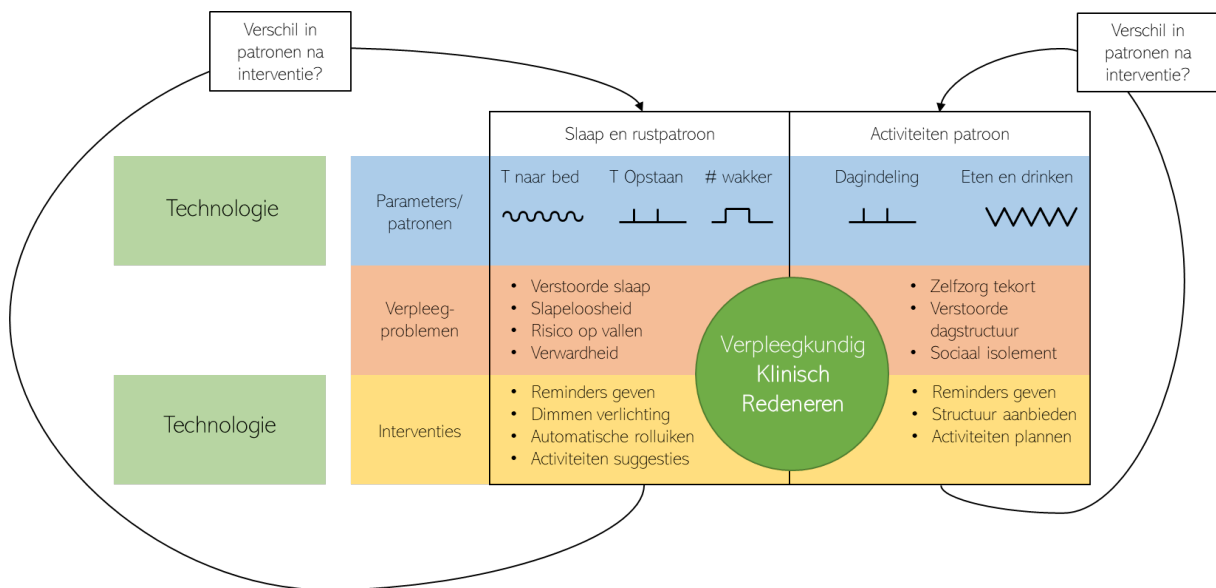 Verschil in
patronen na
interventie?
Verschil in
patronen na
interventie?
Slaap en rustpatroon
Activiteiten patroon
Technologie
Parameters/
patronen
T naar bed
T Opstaan
# wakker
Dagindeling
Eten en drinken
Verpleeg-
problemen
• Verstoorde slaap
• Slapeloosheid
• Risico op vallen
• Verwardheid
Verpleegkundig
Klinisch
Redeneren
• Zelfzorg tekort
• Verstoorde
dagstructuur
• Sociaal isolement
Technologie
Interventies
• Reminders geven
• Dimmen verlichting
• Automatische rolluiken
• Activiteiten suggesties
• Reminders geven
• Structuur aanbieden
• Activiteiten plannen